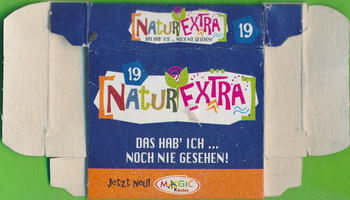 NATUR EXTRA
DAS HAB' ICH ... NOCH NIE GESEHEN!
19
19
NATUR EXTRA
DAS HAB' ICH ...
NOCH NIE GESEHEN!
Jetzt Neu!
MAGIC
Kinder